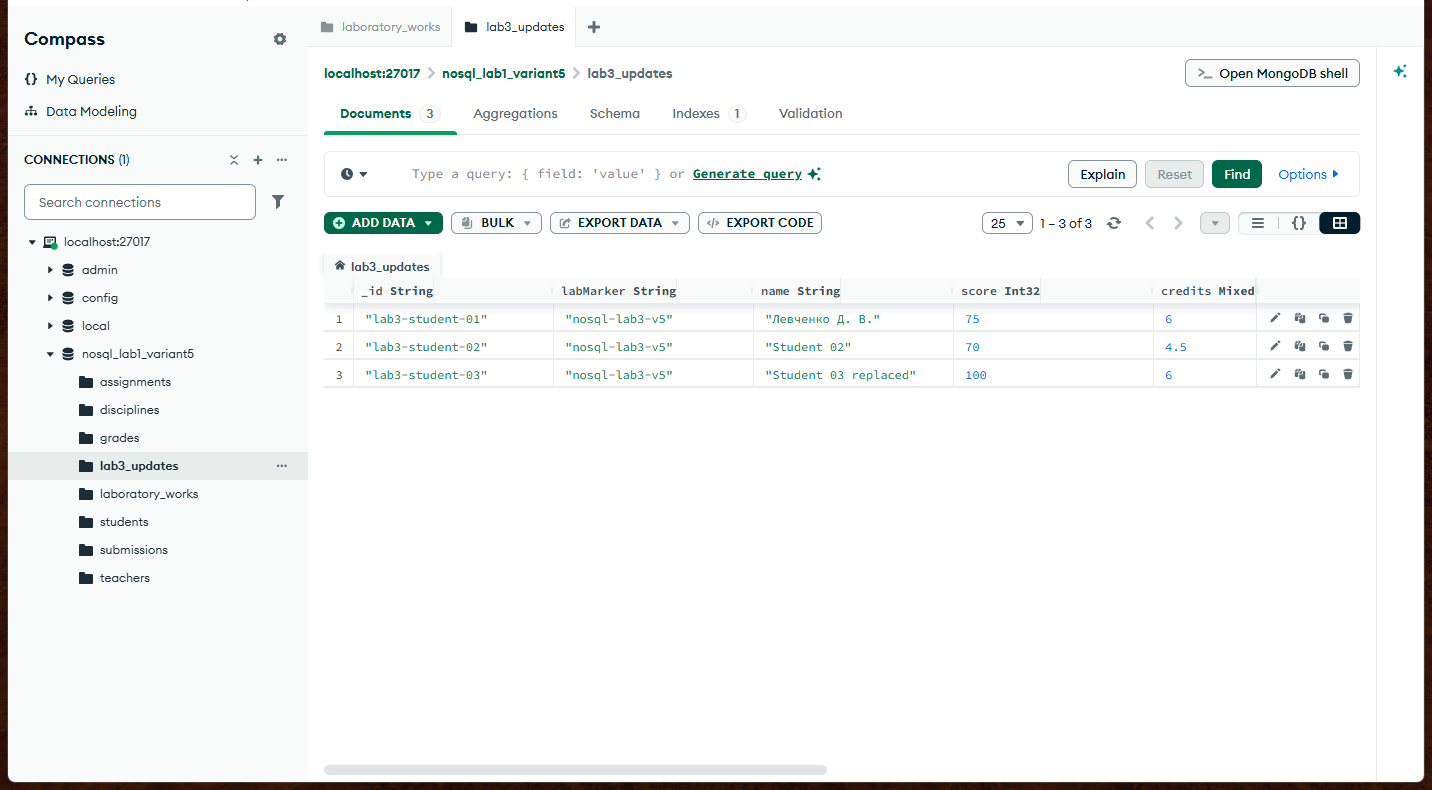 Compass
My Queries
Data Modeling
CONNECTIONS (1)
Search connections
localhost:27017
admin
config
local
nosql_lab1_variant5
assignments
disciplines
grades
lab3_updates
laboratory_works
students
submissions
teachers
laboratory_works lab3_updates
localhost:27017 > nosql_lab1_variant5 > lab3_updates
>_ Open MongoDB shell
Documents 3 Aggregations Schema Indexes 1 Validation
Type a query: { field: 'value' } or Generate query
Explain Reset Find Options
ADD DATA BULK EXPORT DATA EXPORT CODE
25 1 – 3 of 3
lab3_updates
_id String labMarker String name String score Int32 credits Mixed
1 "lab3-student-01" "nosql-lab3-v5" "Левченко Д. В." 75 6
2 "lab3-student-02" "nosql-lab3-v5" "Student 02" 70 4.5
3 "lab3-student-03" "nosql-lab3-v5" "Student 03 replaced" 100 6